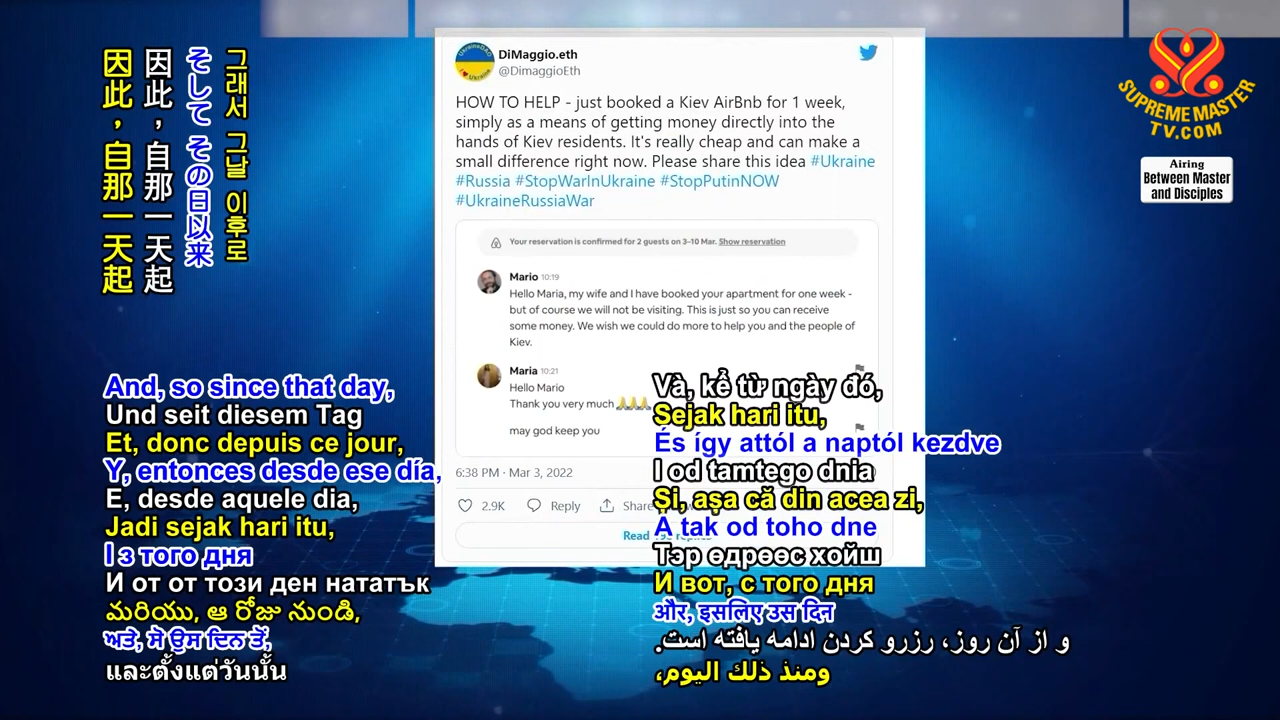 그래서 그날 이후로
そして その日以来
因此，自那一天起
因此，自那一天起
DiMaggio.eth
@DimaggioEth
HOW TO HELP - just booked a Kiev AirBnb for 1 week,
simply as a means of getting money directly into the
hands of Kiev residents. It's really cheap and can make a
small difference right now. Please share this idea #Ukraine
#Russia #StopWarInUkraine #StopPutinNOW
#UkraineRussiaWar
Your reservation is confirmed for 2 guests on 3–10 Mar. Show reservation
Mario 10:19
Hello Maria, my wife and I have booked your apartment for one week -
but of course we will not be visiting. This is just so you can receive
some money. We wish we could do more to help you and the people of
Kiev.
Maria 10:21
Hello Mario
Thank you very much 🙏🙏🙏
may god keep you
6:38 PM · Mar 3, 2022
2.9K Reply Share
Read
SUPREME MASTER
TV.COM
Airing
Between Master
and Disciples
And, so since that day,
Und seit diesem Tag
Et, donc depuis ce jour,
Y, entonces desde ese día,
E, desde aquele dia,
Jadi sejak hari itu,
І з того дня
И от от този ден нататък
మరియు, ఆ రోజు నుండి,
ਅਤੇ, ਸੋ ਉਸ ਦਿਨ ਤੋਂ,
และตั้งแต่วันนั้น
Và, kể từ ngày đó,
Sejak hari itu,
És így attól a naptól kezdve
I od tamtego dnia
Și, așa că din acea zi,
A tak od toho dne
Тэр өдрөөс хойш
И вот, с того дня
और, इसलिए उस दिन
و از آن روز، رزرو کردن ادامه یافته است.
ومنذ ذلك اليوم،